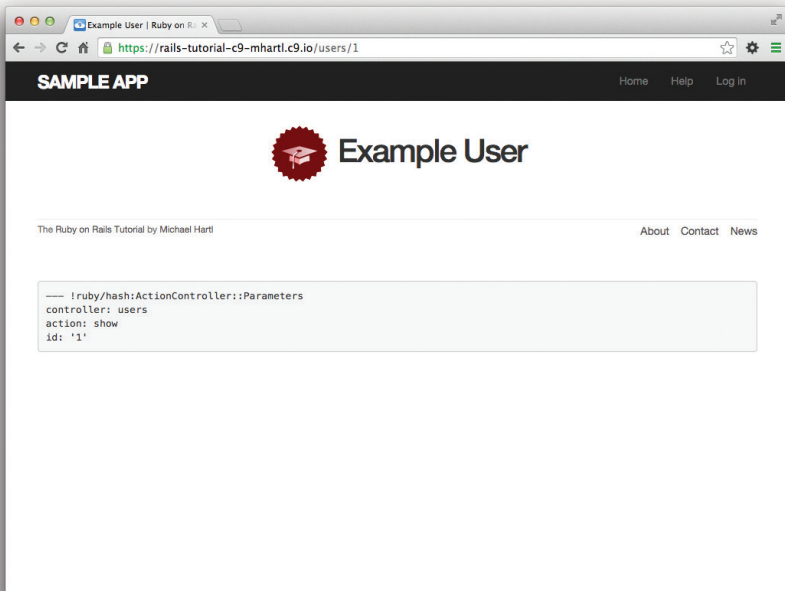 Example User | Ruby on Ra
https://rails-tutorial-c9-mhartl.c9.io/users/1
SAMPLE APP
Home Help Log in
Example User
The Ruby on Rails Tutorial by Michael Hartl
About Contact News
--- !ruby/hash:ActionController::Parameters
controller: users
action: show
id: '1'